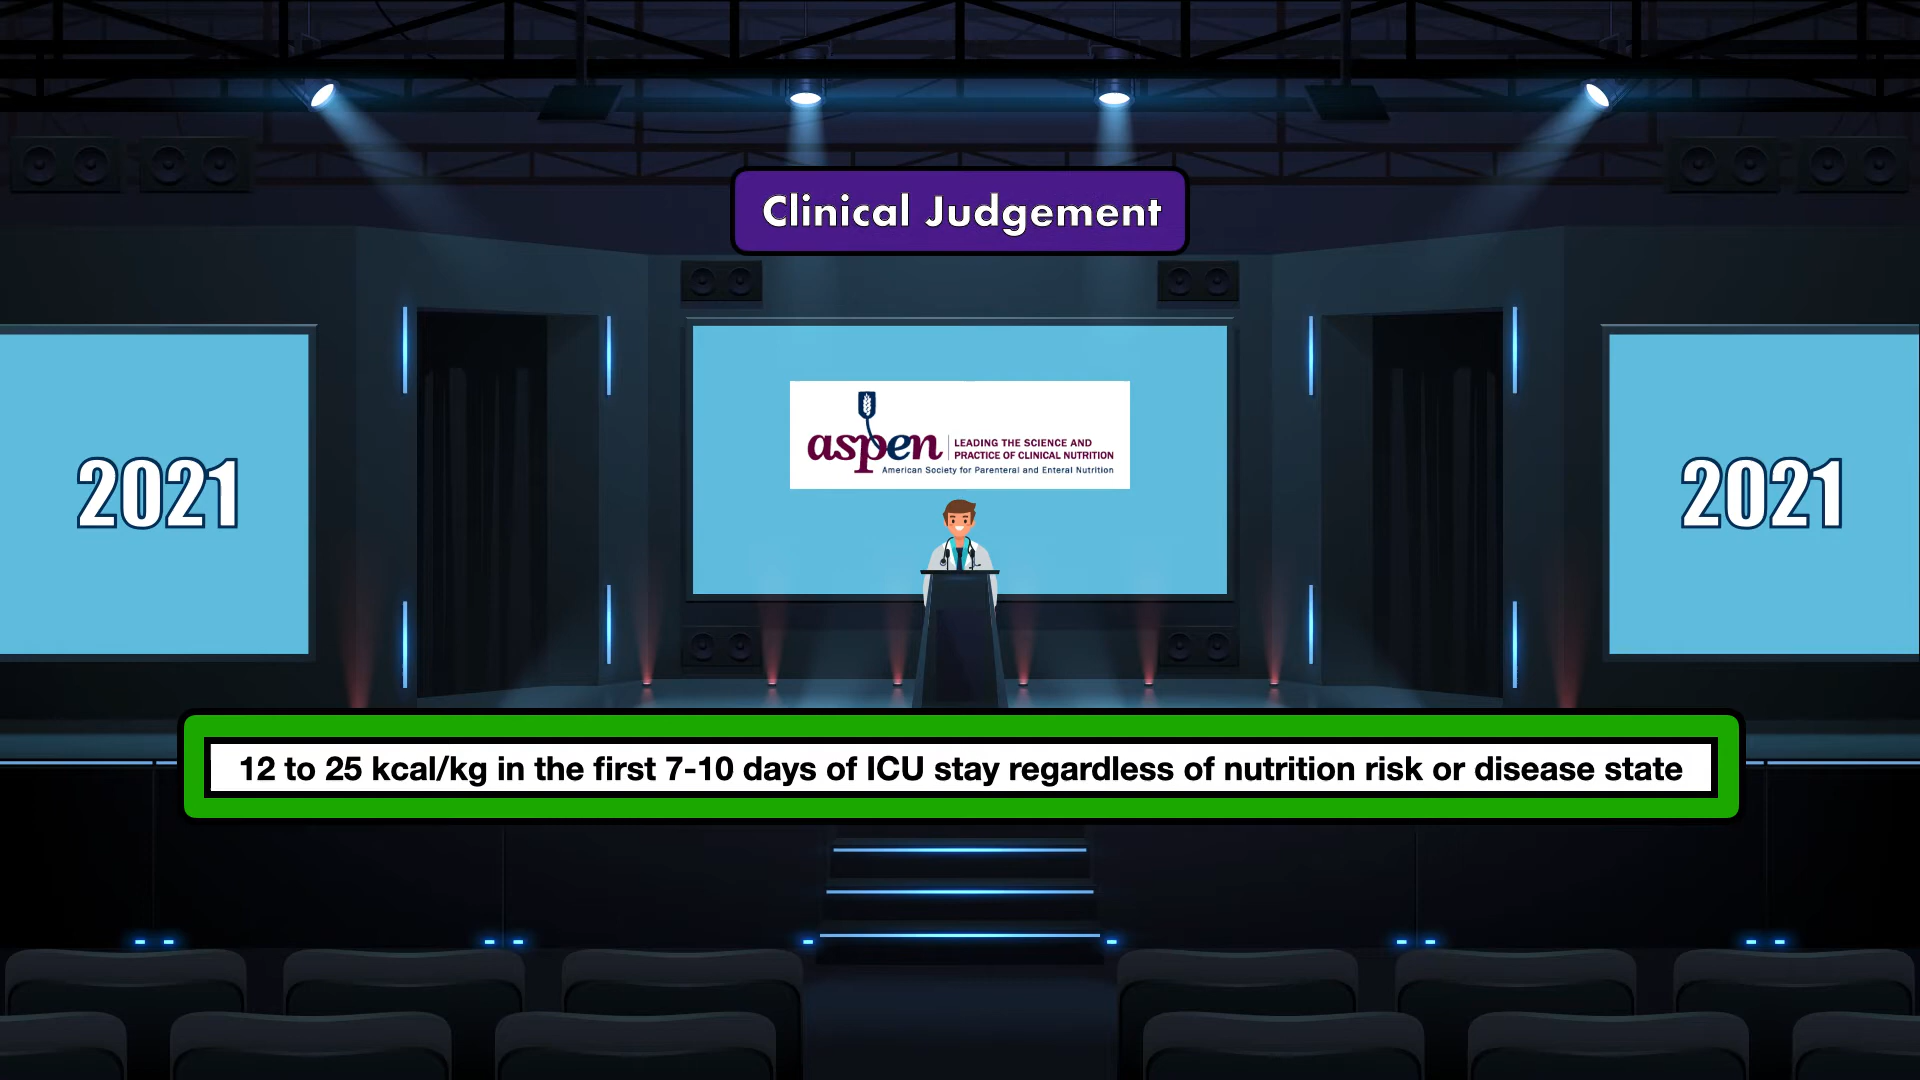 Clinical Judgement
2021
aspen
LEADING THE SCIENCE AND
PRACTICE OF CLINICAL NUTRITION
American Society for Parenteral and Enteral Nutrition
2021
12 to 25 kcal/kg in the first 7-10 days of ICU stay regardless of nutrition risk or disease state